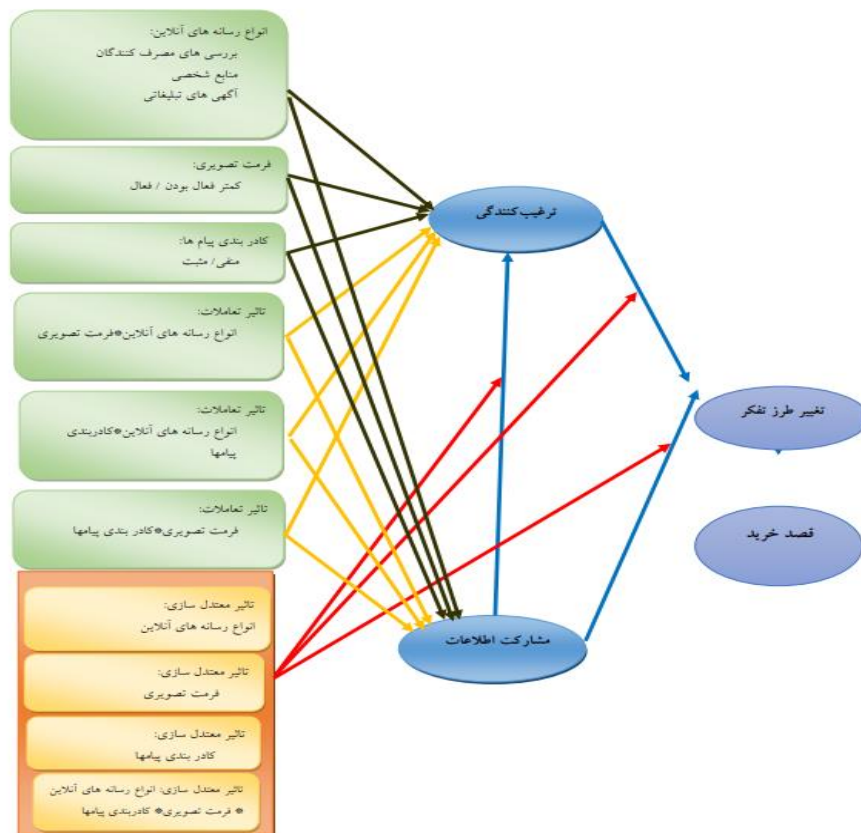 انواع رسانه های آنلاین:
بررسی های مصرف کنندگان
منابع شخصی
آگهی های تبلیغاتی
فرمت تصویری:
کمتر فعال بودن / فعال
کادر بندی پیام ها:
منفی/ مثبت
تاثیر تعاملات:
انواع رسانه های آنلاین*فرمت تصویری
تاثیر تعاملات:
انواع رسانه های آنلاین*کادربندی
پیامها
تاثیر تعاملات:
فرمت تصویری*کادر بندی پیامها
تاثیر معتدل سازی:
انواع رسانه های آنلاین
تاثیر معتدل سازی:
فرمت تصویری
تاثیر معتدل سازی:
کادر بندی پیامها
تاثیر معتدل سازی: انواع رسانه های آنلاین
* فرمت تصویری* کادربندی پیامها
ترغیب‌کنندگی
مشارکت اطلاعات
تغییر طرز تفکر
قصد خرید